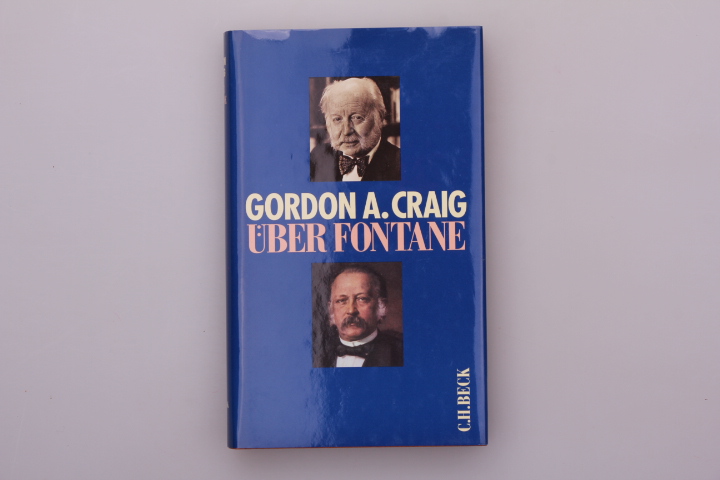 GORDON A. CRAIG
ÜBER FONTANE
C.H.BECK